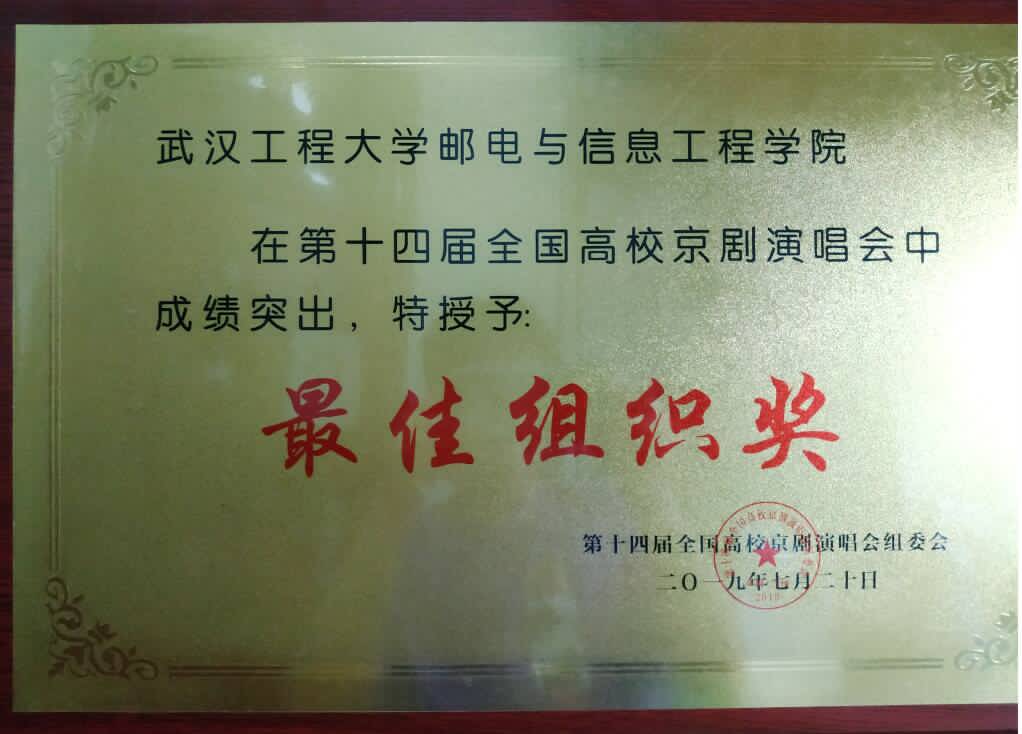 武汉工程大学邮电与信息工程学院
在第十四届全国高校京剧演唱会中
成绩突出，特授予:
最佳组织奖
第十四届全国高校京剧演唱会组委会
二〇一九年七月二十日
2019